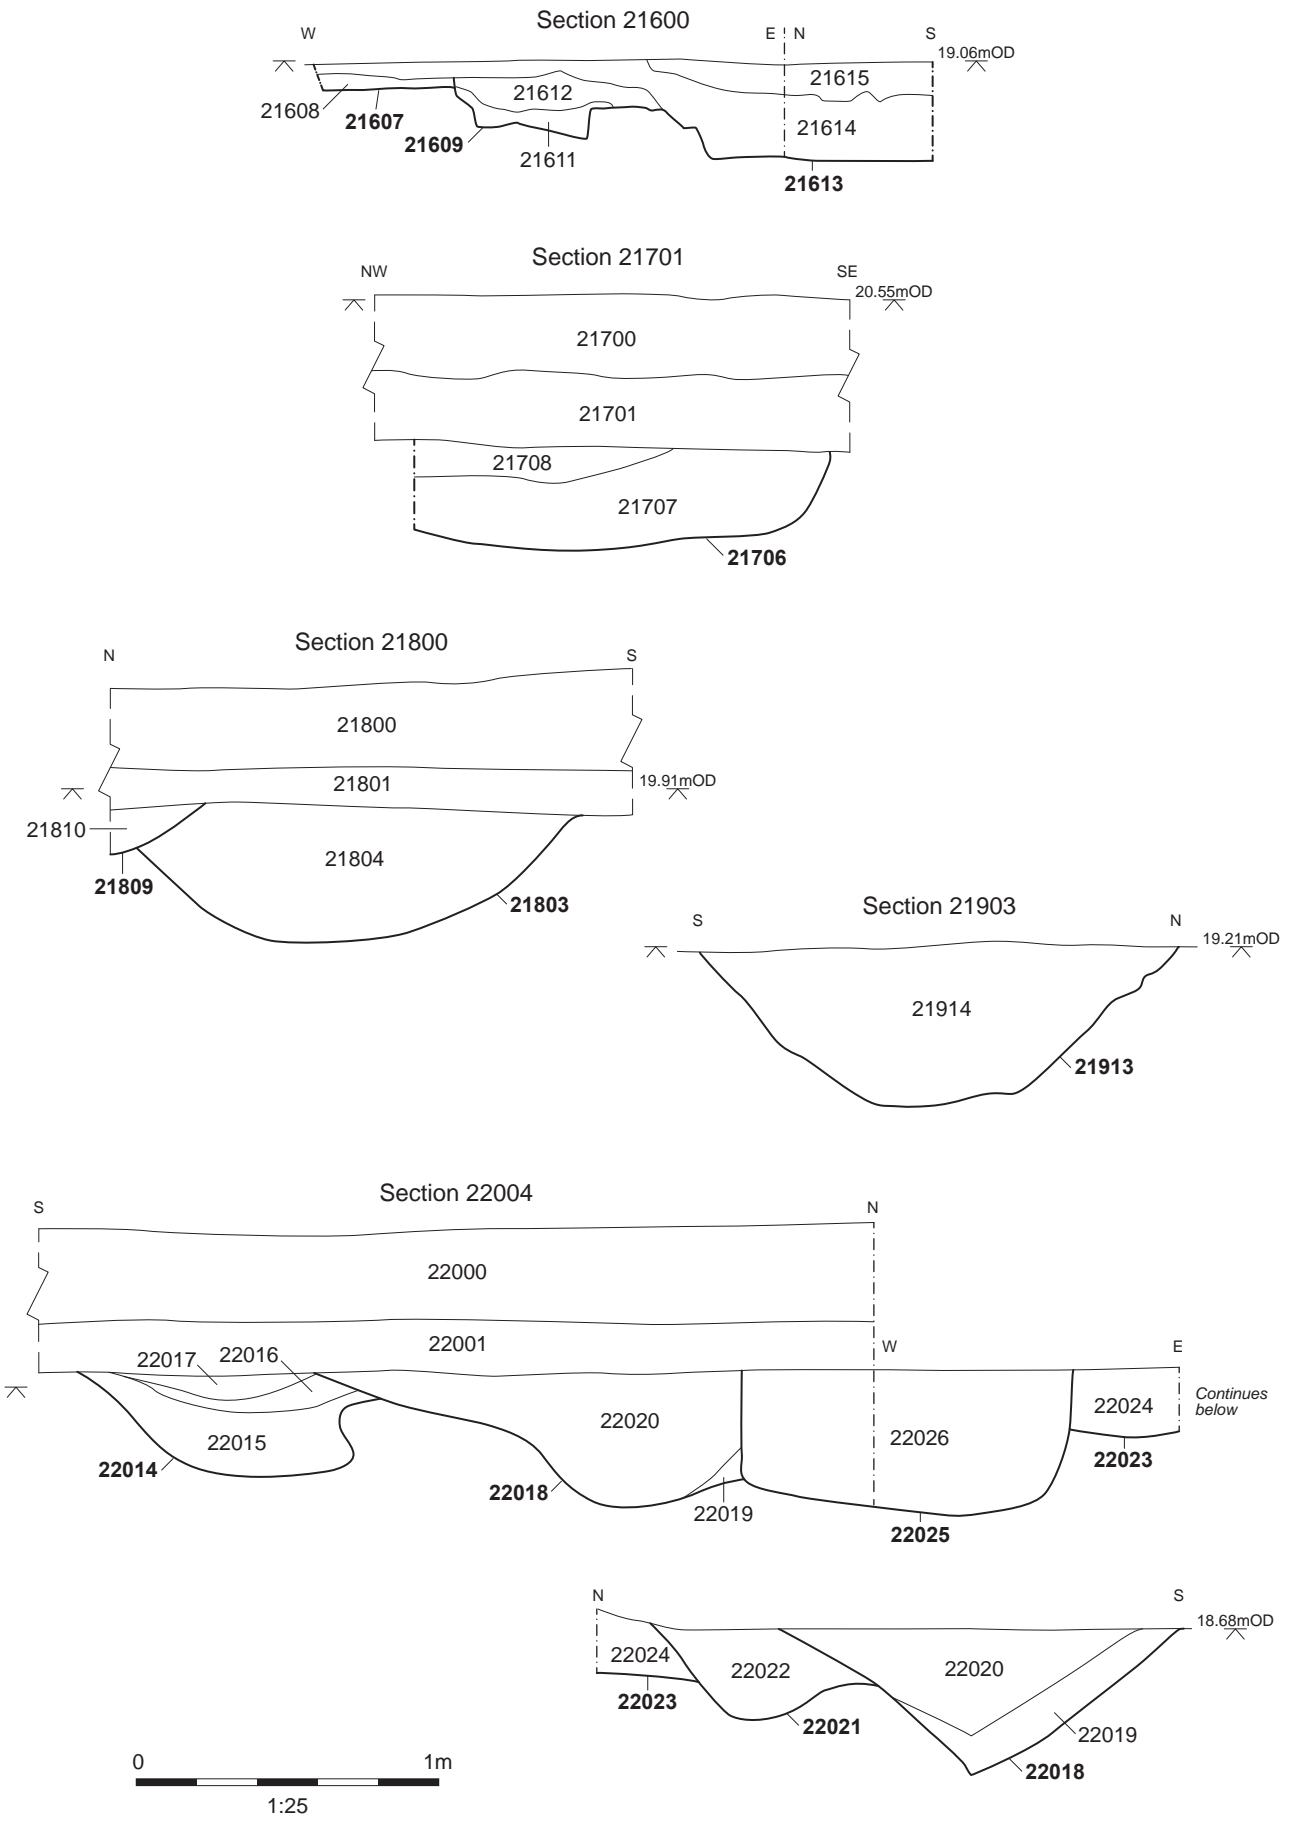 Section 21600
W
E
N
S
19.06mOD
21615
21612
21608
21607
21614
21609
21611
21613
Section 21701
NW
SE
20.55mOD
21700
21701
21708
21707
21706
Section 21800
N
S
21800
21801
19.91mOD
21810
21804
21809
21803
Section 21903
S
N
19.21mOD
21914
21913
Section 22004
S
N
22000
22001
W
E
22017
22016
Continues
below
22024
22020
22026
22015
22023
22014
22018
22019
22025
N
S
18.68mOD
22024
22022
22020
22023
22021
22019
22018
0
1m
1:25